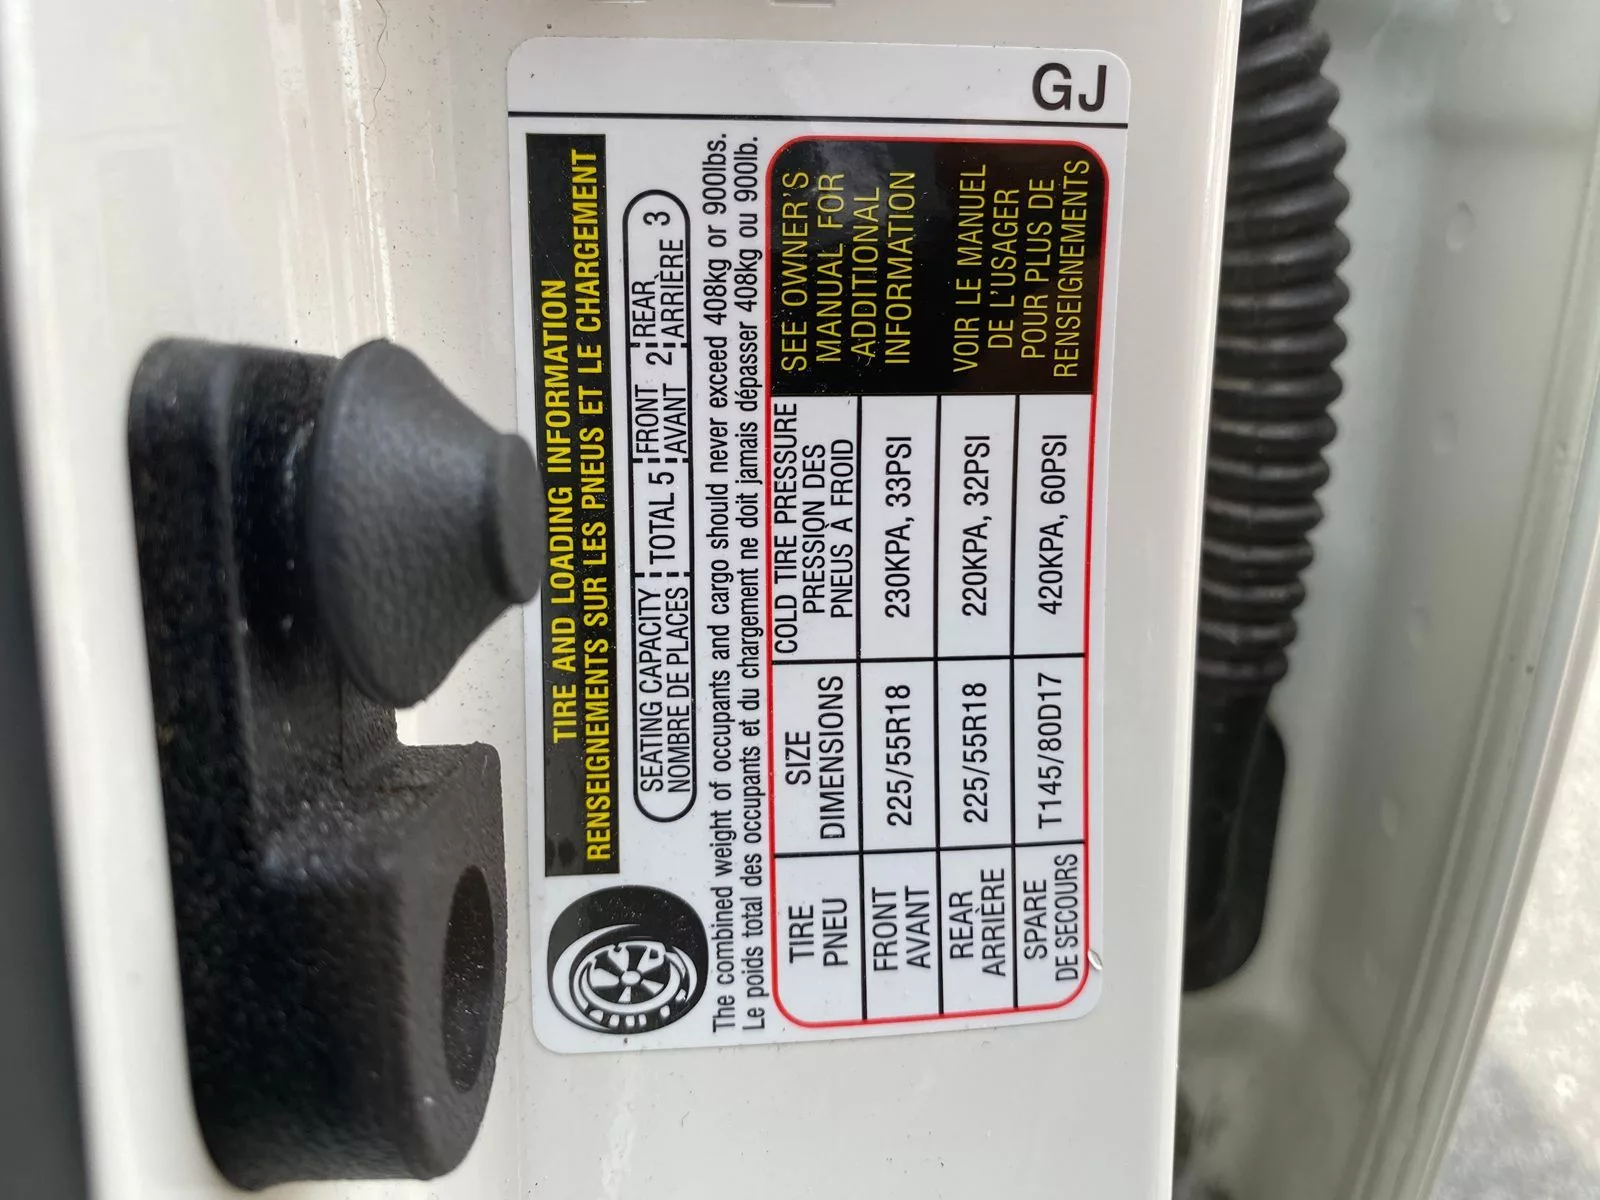 GJ
TIRE AND LOADING INFORMATION
RENSEIGNEMENTS SUR LES PNEUS ET LE CHARGEMENT
SEATING CAPACITY TOTAL 5 FRONT 2 REAR 3
NOMBRE DE PLACES AVANT ARRIÈRE
The combined weight of occupants and cargo should never exceed 408kg or 900lbs.
Le poids total des occupants et du chargement ne doit jamais dépasser 408kg ou 900lb.
TIRE
PNEU
SIZE
DIMENSIONS
COLD TIRE PRESSURE
PRESSION DES
PNEUS À FROID
FRONT
AVANT
225/55R18
230KPA, 33PSI
REAR
ARRIÈRE
225/55R18
220KPA, 32PSI
SPARE
DE SECOURS
T145/80D17
420KPA, 60PSI
SEE OWNER'S
MANUAL FOR
ADDITIONAL
INFORMATION
VOIR LE MANUEL
DE L'USAGER
POUR PLUS DE
RENSEIGNEMENTS